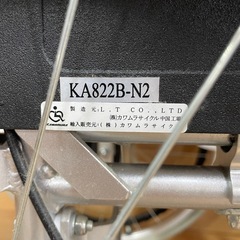 KA822B-N2
製造元L.T CO.,LTD
(株)カワムラサイクル中国工場
輸入販売元(株)カワムラサイクル